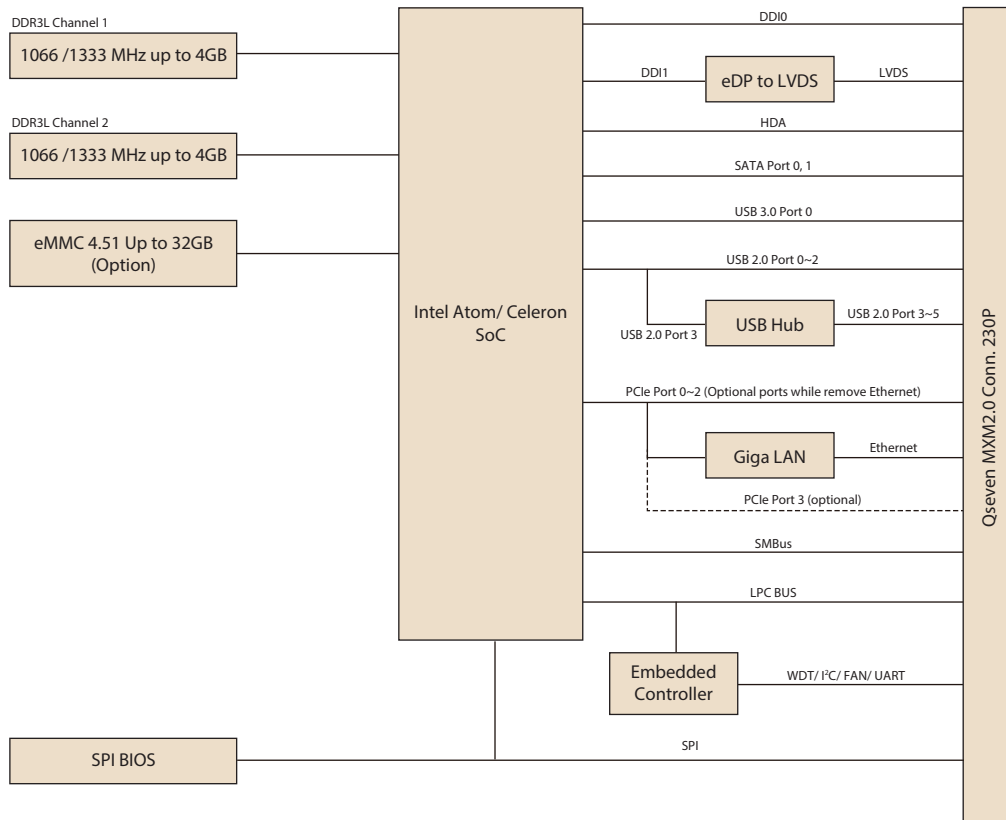 DDR3L Channel 1
1066 /1333 MHz up to 4GB
DDR3L Channel 2
1066 /1333 MHz up to 4GB
eMMC 4.51 Up to 32GB
(Option)
Intel Atom/ Celeron
SoC
DDI0
DDI1
eDP to LVDS
LVDS
HDA
SATA Port 0, 1
USB 3.0 Port 0
USB 2.0 Port 0~2
USB 2.0 Port 3
USB Hub
USB 2.0 Port 3~5
PCIe Port 0~2 (Optional ports while remove Ethernet)
Giga LAN
Ethernet
PCIe Port 3 (optional)
SMBus
LPC BUS
Embedded
Controller
WDT/ I²C/ FAN/ UART
SPI BIOS
SPI
Qseven MXM2.0 Conn. 230P